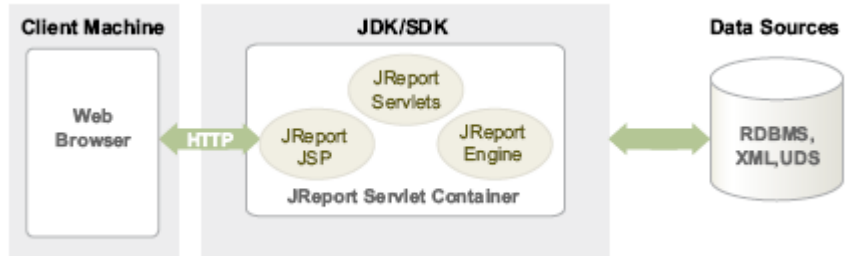 Client Machine
JDK/SDK
Data Sources
Web
Browser
HTTP
JReport
Servlets
JReport
JSP
JReport
Engine
JReport Servlet Container
RDBMS,
XML,UDS